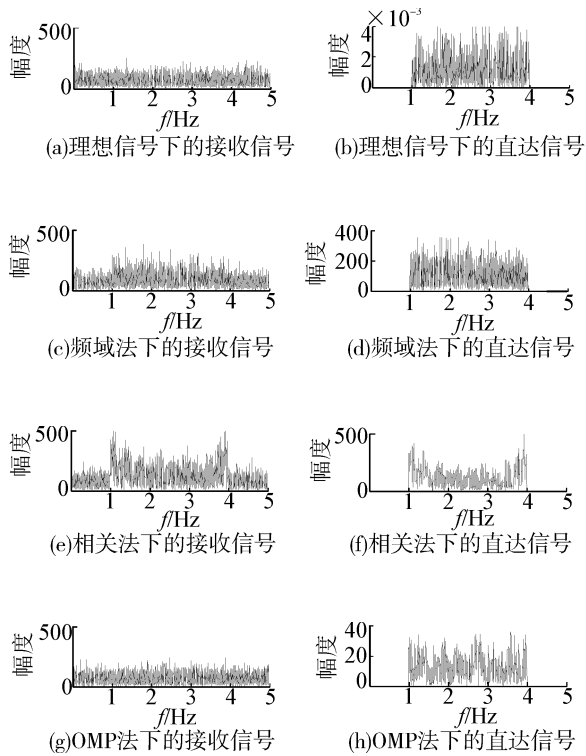 500
幅度
0
1 2 3 4 5
f/Hz
(a)理想信号下的接收信号
× 10⁻³
4
2
0
幅度
1 2 3 4 5
f/Hz
(b)理想信号下的直达信号
500
幅度
0
1 2 3 4 5
f/Hz
(c)频域法下的接收信号
400
200
0
幅度
1 2 3 4 5
f/Hz
(d)频域法下的直达信号
500
幅度
0
1 2 3 4 5
f/Hz
(e)相关法下的接收信号
500
幅度
0
1 2 3 4 5
f/Hz
(f)相关法下的直达信号
500
幅度
0
1 2 3 4 5
f/Hz
(g)OMP法下的接收信号
40
20
0
幅度
1 2 3 4 5
f/Hz
(h)OMP法下的直达信号